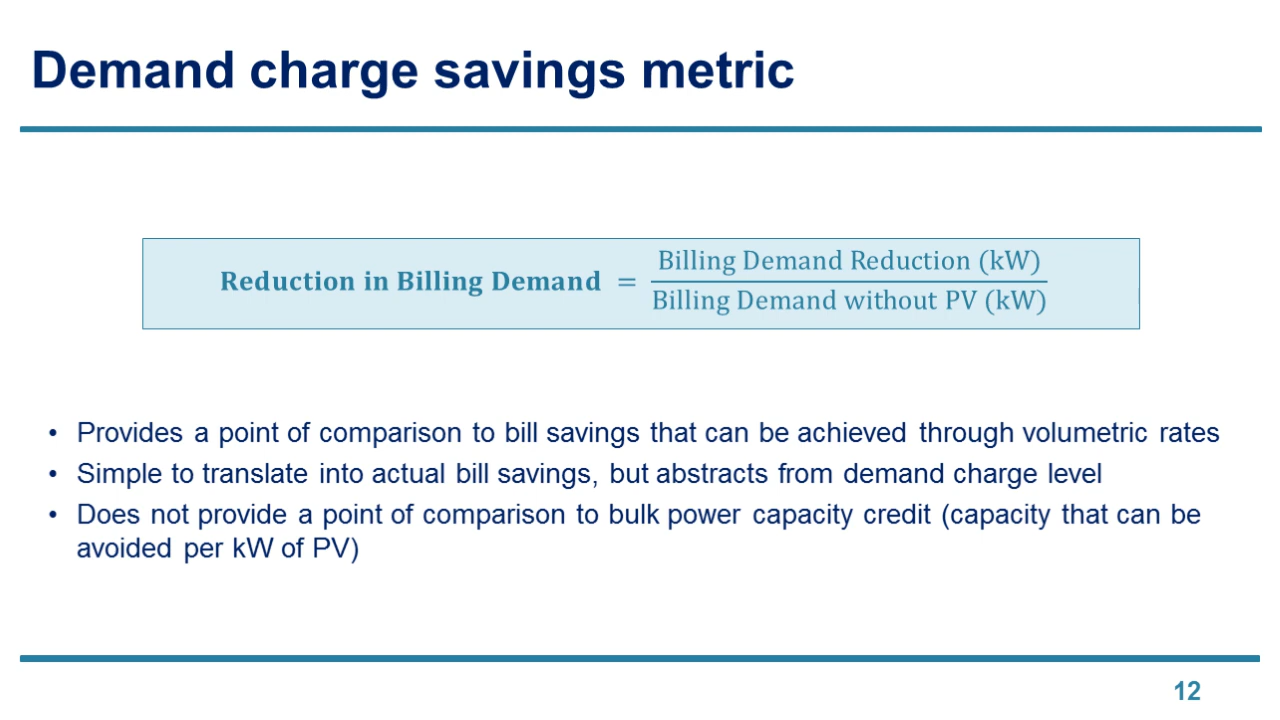 Demand charge savings metric
Reduction in Billing Demand = Billing Demand Reduction (kW)
Billing Demand without PV (kW)
• Provides a point of comparison to bill savings that can be achieved through volumetric rates
• Simple to translate into actual bill savings, but abstracts from demand charge level
• Does not provide a point of comparison to bulk power capacity credit (capacity that can be
avoided per kW of PV)
12